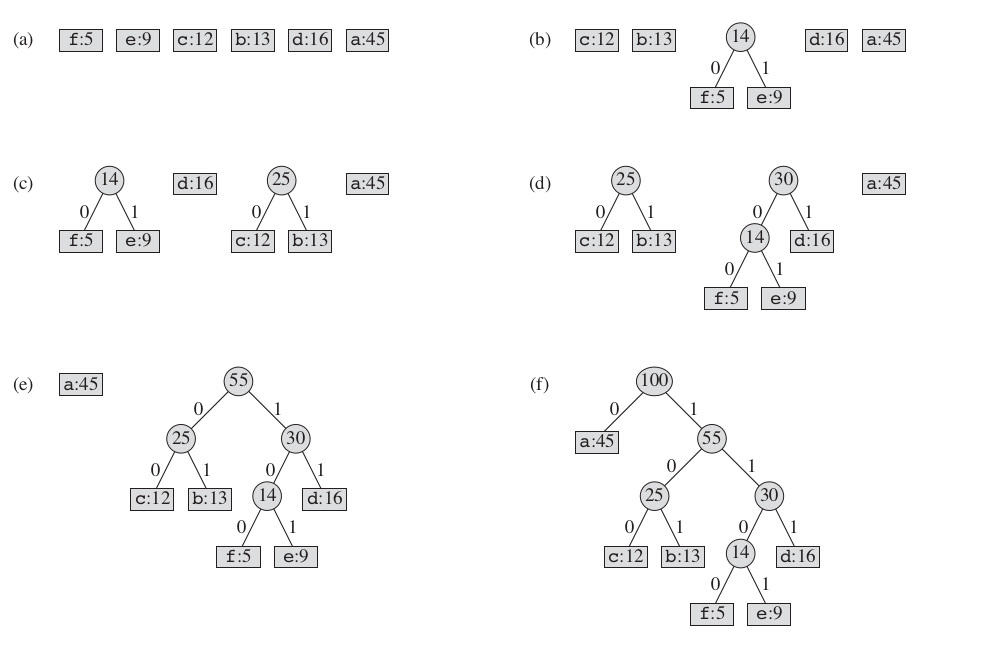 (a) f:5 e:9 c:12 b:13 d:16 a:45
(b) c:12 b:13 14 d:16 a:45
0 1
f:5 e:9
(c) 14 d:16 25 a:45
0 1 0 1
f:5 e:9 c:12 b:13
(d) 25 30 a:45
0 1 0 1
c:12 b:13 14 d:16
0 1
f:5 e:9
(e) a:45 55
0 1
25 30
0 1 0 1
c:12 b:13 14 d:16
0 1
f:5 e:9
(f) 100
0 1
a:45 55
0 1
25 30
0 1 0 1
c:12 b:13 14 d:16
0 1
f:5 e:9